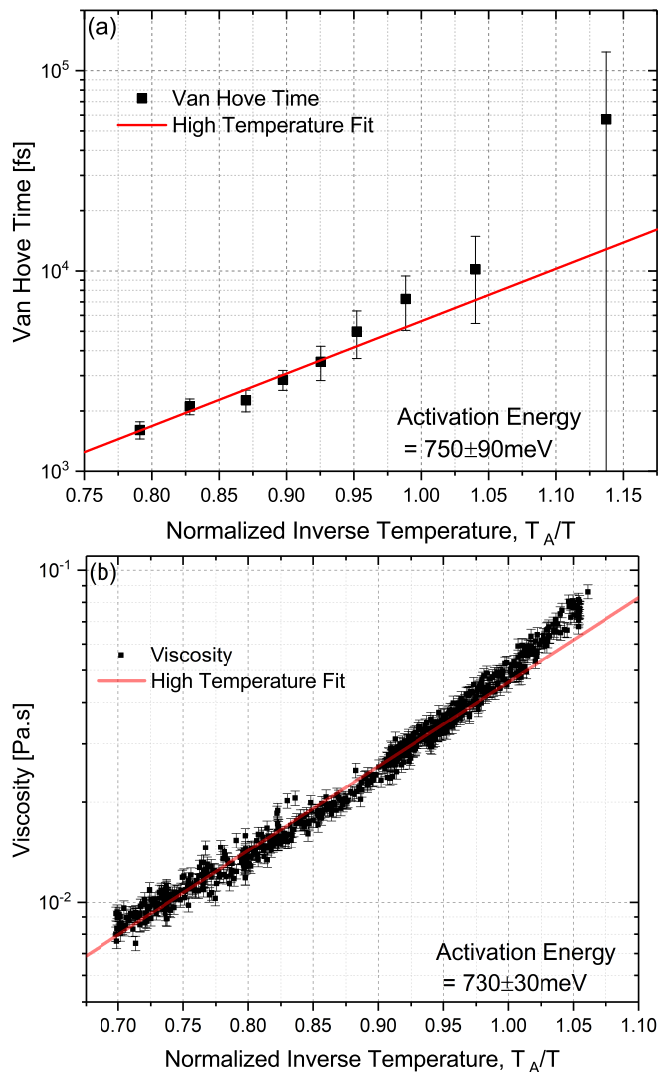 (a)
10^5
Van Hove Time
High Temperature Fit
Van Hove Time [fs]
10^4
Activation Energy
= 750±90meV
10^3
0.75 0.80 0.85 0.90 0.95 1.00 1.05 1.10 1.15
Normalized Inverse Temperature, T_A/T
(b)
10^-1
Viscosity
High Temperature Fit
Viscosity [Pa.s]
10^-2
Activation Energy
= 730±30meV
0.70 0.75 0.80 0.85 0.90 0.95 1.00 1.05 1.10
Normalized Inverse Temperature, T_A/T